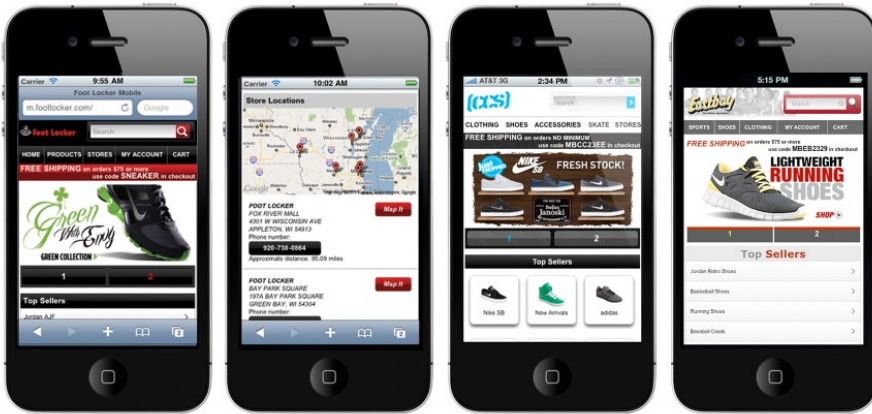 Carrier
9:55 AM
Foot Locker Mobile
m.footlocker.com/
Google
Foot Locker
Search
HOME PRODUCTS STORES MY ACCOUNT CART
FREE SHIPPING on orders $75 or more
use code SNEAKER in checkout
Green
With Envy
GREEN COLLECTION
1 2
Top Sellers
Jordan AJF
2
Carrier
10:02 AM
Store Locations
Google
FOOT LOCKER
FOX RIVER MALL
4301 W WISCONSIN AVE
APPLETON, WI 54913
Phone number:
920-738-0864
Approximate distance: 95.09 miles
Map It
FOOT LOCKER
BAY PARK SQUARE
197A BAY PARK SQUARE
GREEN BAY, WI 54304
Phone number:
Map It
2
AT&T 3G
2:34 PM
(CCS)
Search
CLOTHING SHOES ACCESSORIES SKATE STORES
FREE SHIPPING on orders NO MINIMUM
use code MBCC23EE in checkout
NIKE
SB
FRESH STOCK!
Stefan
Janoski
1 2
Top Sellers
Nike SB
New Arrivals
adidas
5:15 PM
Eastbay
Search
SPORTS SHOES CLOTHING MY ACCOUNT CART
FREE SHIPPING on orders $75 or more
use code MBEB2329 in checkout
LIGHTWEIGHT
RUNNING
SHOES
SHOP
1 2
Top Sellers
Jordan Retro Shoes
Basketball Shoes
Running Shoes
Baseball Cleats